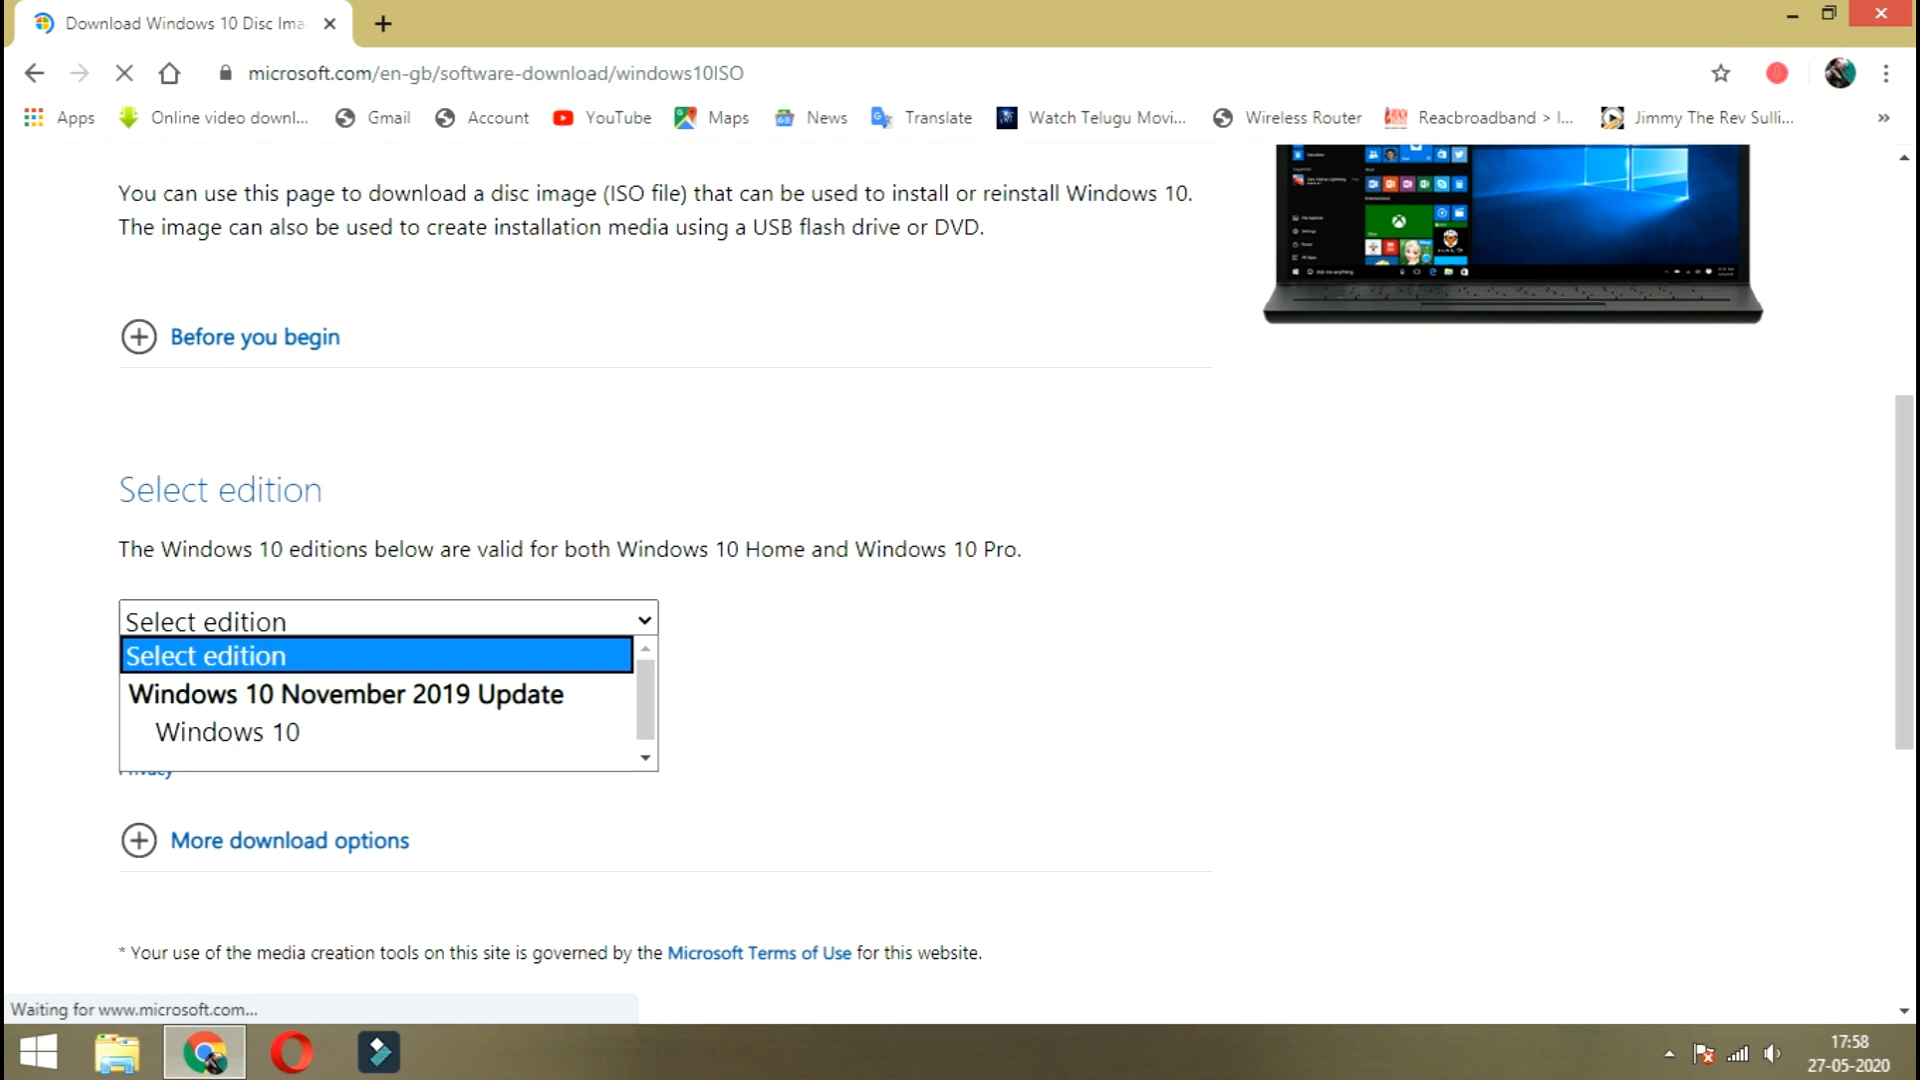 Download Windows 10 Disc Ima
microsoft.com/en-gb/software-download/windows10ISO
Apps
Online video downl...
Gmail
Account
YouTube
Maps
News
Translate
Watch Telugu Movi...
Wireless Router
Reacbroadband > I...
Jimmy The Rev Sulli...
»
You can use this page to download a disc image (ISO file) that can be used to install or reinstall Windows 10.
The image can also be used to create installation media using a USB flash drive or DVD.
Before you begin
Select edition
The Windows 10 editions below are valid for both Windows 10 Home and Windows 10 Pro.
Select edition
Select edition
Windows 10 November 2019 Update
Windows 10
Privacy
More download options
* Your use of the media creation tools on this site is governed by the Microsoft Terms of Use for this website.
Waiting for www.microsoft.com...
17:58
27-05-2020